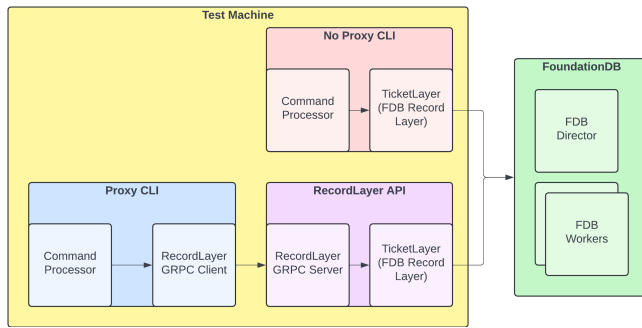 Test Machine
No Proxy CLI
Command
Processor
TicketLayer
(FDB Record
Layer)
FoundationDB
FDB
Director
FDB
Workers
Proxy CLI
Command
Processor
RecordLayer
GRPC Client
RecordLayer API
RecordLayer
GRPC Server
TicketLayer
(FDB Record
Layer)